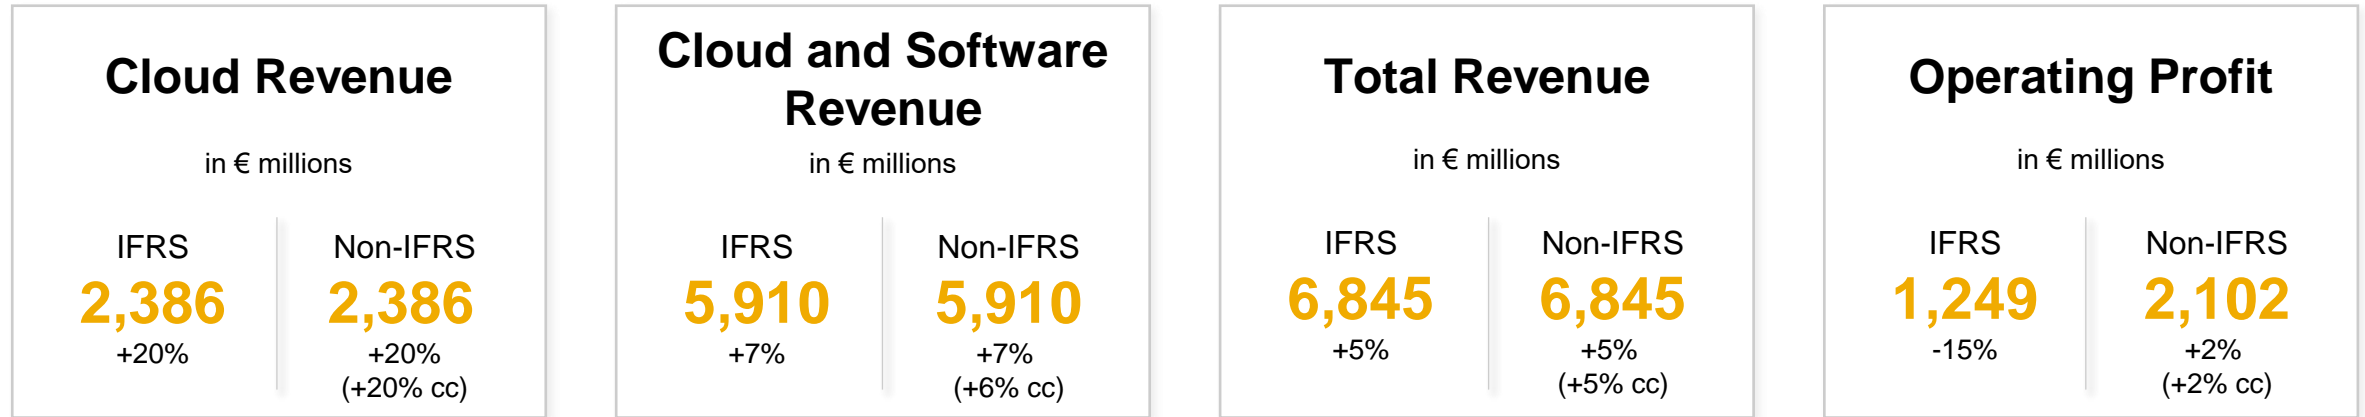 Cloud Revenue
in € millions
IFRS
2,386
+20%
Non-IFRS
2,386
+20%
(+20% cc)
Cloud and Software
Revenue
in € millions
IFRS
5,910
+7%
Non-IFRS
5,910
+7%
(+6% cc)
Total Revenue
in € millions
IFRS
6,845
+5%
Non-IFRS
6,845
+5%
(+5% cc)
Operating Profit
in € millions
IFRS
1,249
-15%
Non-IFRS
2,102
+2%
(+2% cc)